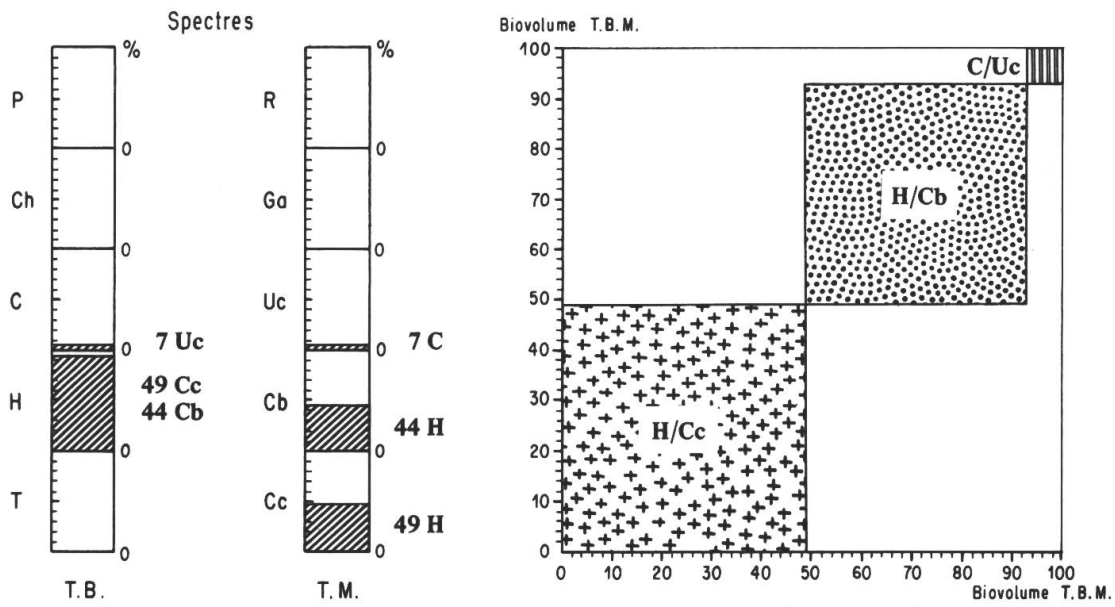 Spectres
%
P
0
Ch
0
C
7 Uc
0
49 Cc
H
44 Cb
0
T
0
T.B.
%
R
0
Ga
0
Uc
7 C
0
Cb
44 H
0
Cc
49 H
0
T.M.
Biovolume T.B.M.
100
C/Uc
90
80
70
H/Cb
60
50
40
30
H/Cc
20
10
0
0 10 20 30 40 50 60 70 80 90 100
Biovolume T.B.M.